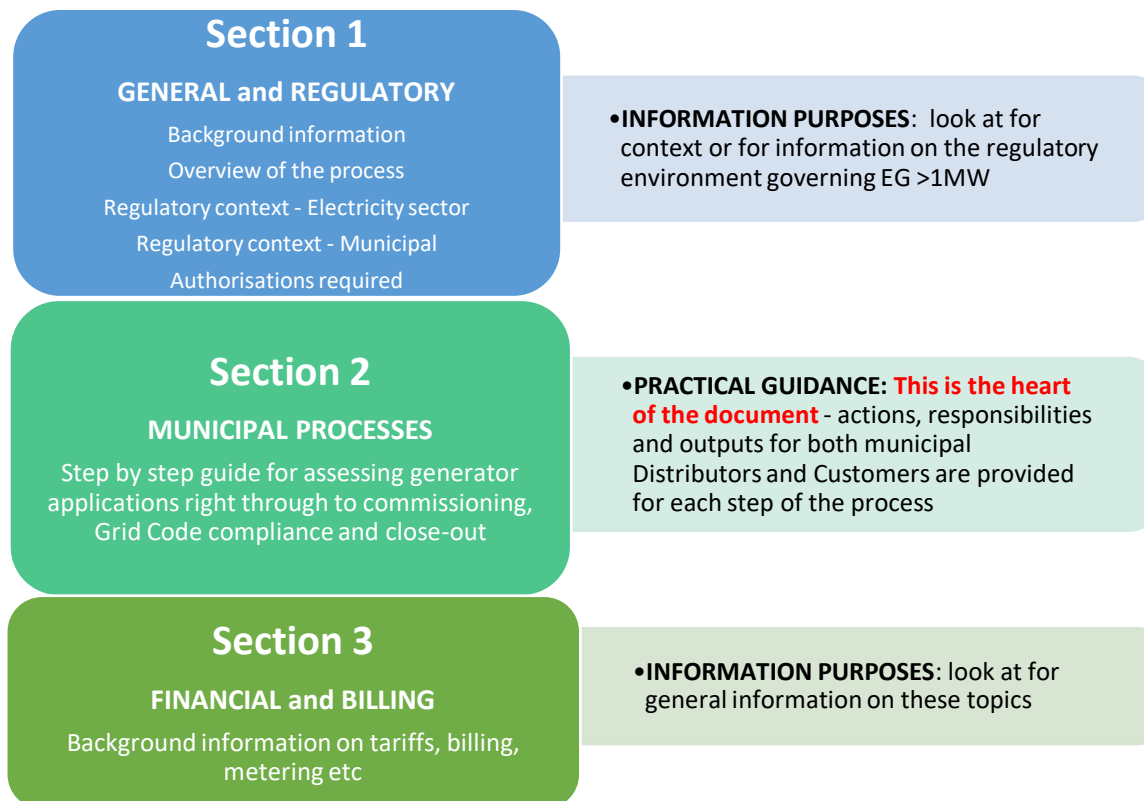 Section 1
GENERAL and REGULATORY
Background information
Overview of the process
Regulatory context - Electricity sector
Regulatory context - Municipal
Authorisations required
•INFORMATION PURPOSES: look at for
context or for information on the regulatory
environment governing EG >1MW
Section 2
MUNICIPAL PROCESSES
Step by step guide for assessing generator
applications right through to commissioning,
Grid Code compliance and close-out
•PRACTICAL GUIDANCE: This is the heart
of the document - actions, responsibilities
and outputs for both municipal
Distributors and Customers are provided
for each step of the process
Section 3
FINANCIAL and BILLING
Background information on tariffs, billing,
metering etc
•INFORMATION PURPOSES: look at for
general information on these topics